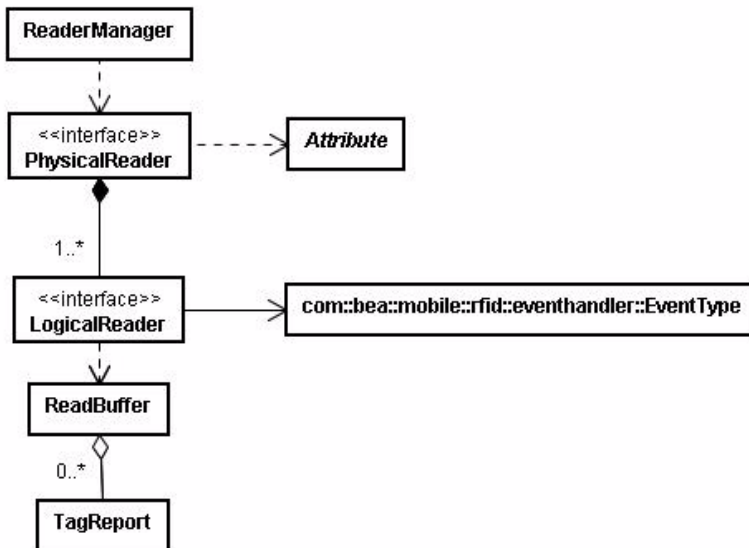 ReaderManager
<<interface>>
PhysicalReader
Attribute
1..*
<<interface>>
LogicalReader
com::bea::mobile::rfid::eventhandler::EventType
ReadBuffer
0..*
TagReport